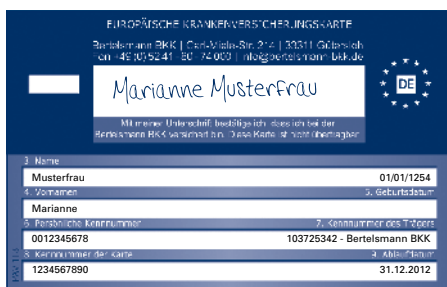 EUROPÄISCHE KRANKENVERSICHERUNGSKARTE
Bertelsmann BKK | Carl-Miele-Str. 214 | 33311 Gütersloh
Fon +49 (0) 52 41 - 80 - 74 000 | info@bertelsmann-bkk.de
Marianne Musterfrau
DE
Mit meiner Unterschrift bestätige ich, dass ich bei der
Bertelsmann BKK versichert bin. Diese Karte ist nicht übertragbar.
3. Name
Musterfrau 01/01/1254
4. Vornamen 5. Geburtsdatum
Marianne
6. Persönliche Kennnummer 7. Kennnummer des Trägers
0012345678 103725342 - Bertelsmann BKK
8. Kennnummer der Karte 9. Ablaufdatum
1234567890 31.12.2012